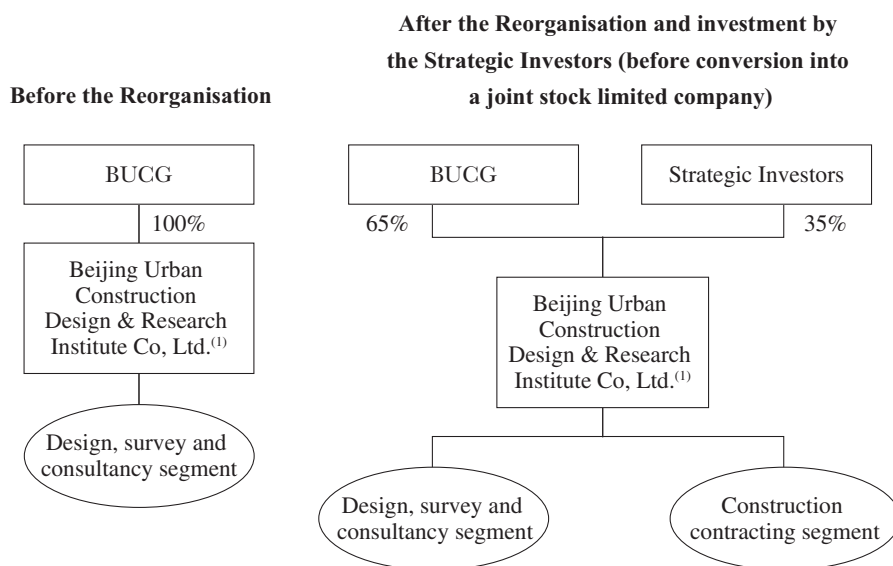 Before the Reorganisation
BUCG
100%
Beijing Urban
Construction
Design & Research
Institute Co, Ltd.(1)
Design, survey and
consultancy segment
After the Reorganisation and investment by
the Strategic Investors (before conversion into
a joint stock limited company)
BUCG
Strategic Investors
65%
35%
Beijing Urban
Construction
Design & Research
Institute Co, Ltd.(1)
Design, survey and
consultancy segment
Construction
contracting segment